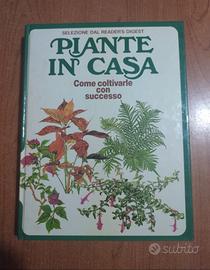 SELEZIONE DAL READER'S DIGEST
PIANTE
IN CASA
Come coltivarle
con
successo
subito